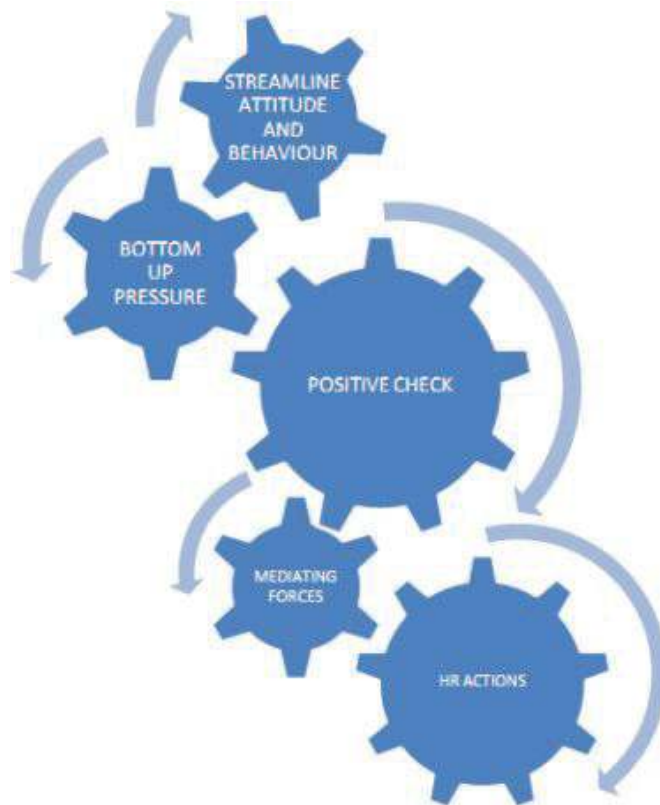 STREAMLINE
ATTITUDE
AND
BEHAVIOUR
BOTTOM
UP
PRESSURE
POSITIVE CHECK
MEDIATING
FORCES
HR ACTIONS